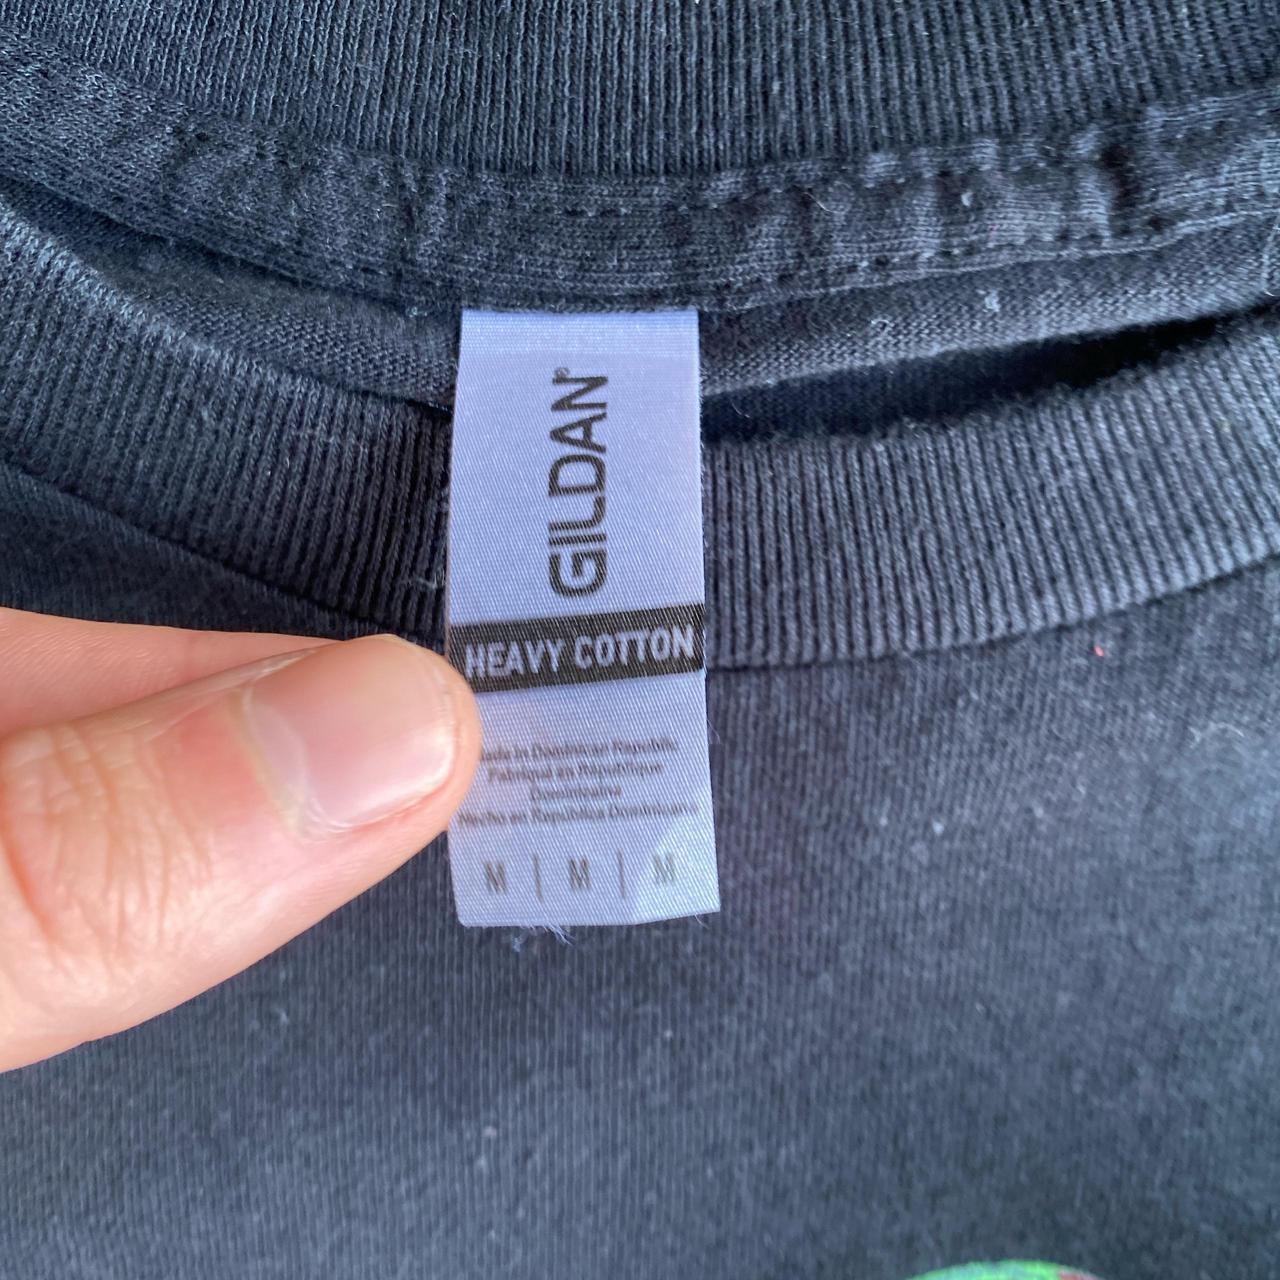 GILDAN®
HEAVY COTTON
Made in Dominican Republic
Fabriqué en République
Dominicaine
Hecho en República Dominicana
M | M | M